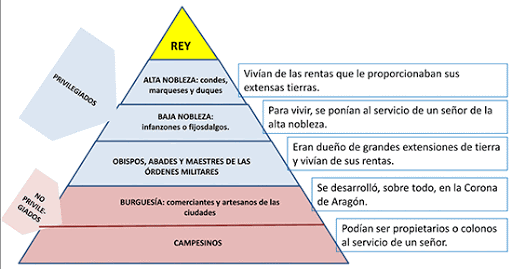 REY
PRIVILEGIADOS
ALTA NOBLEZA: condes,
marqueses y duques
Vivían de las rentas que le proporcionaban sus
extensas tierras.
BAJA NOBLEZA:
infanzones o fijosdalgos.
Para vivir, se ponían al servicio de un señor de la
alta nobleza.
OBISPOS, ABADES Y MAESTRES DE LAS
ÓRDENES MILITARES
Eran dueño de grandes extensiones de tierra
y vivían de sus rentas.
NO
PRIVILE-
GIADOS
BURGUESÍA: comerciantes y artesanos de las
ciudades
Se desarrolló, sobre todo, en la Corona
de Aragón.
CAMPESINOS
Podían ser propietarios o colonos
al servicio de un señor.